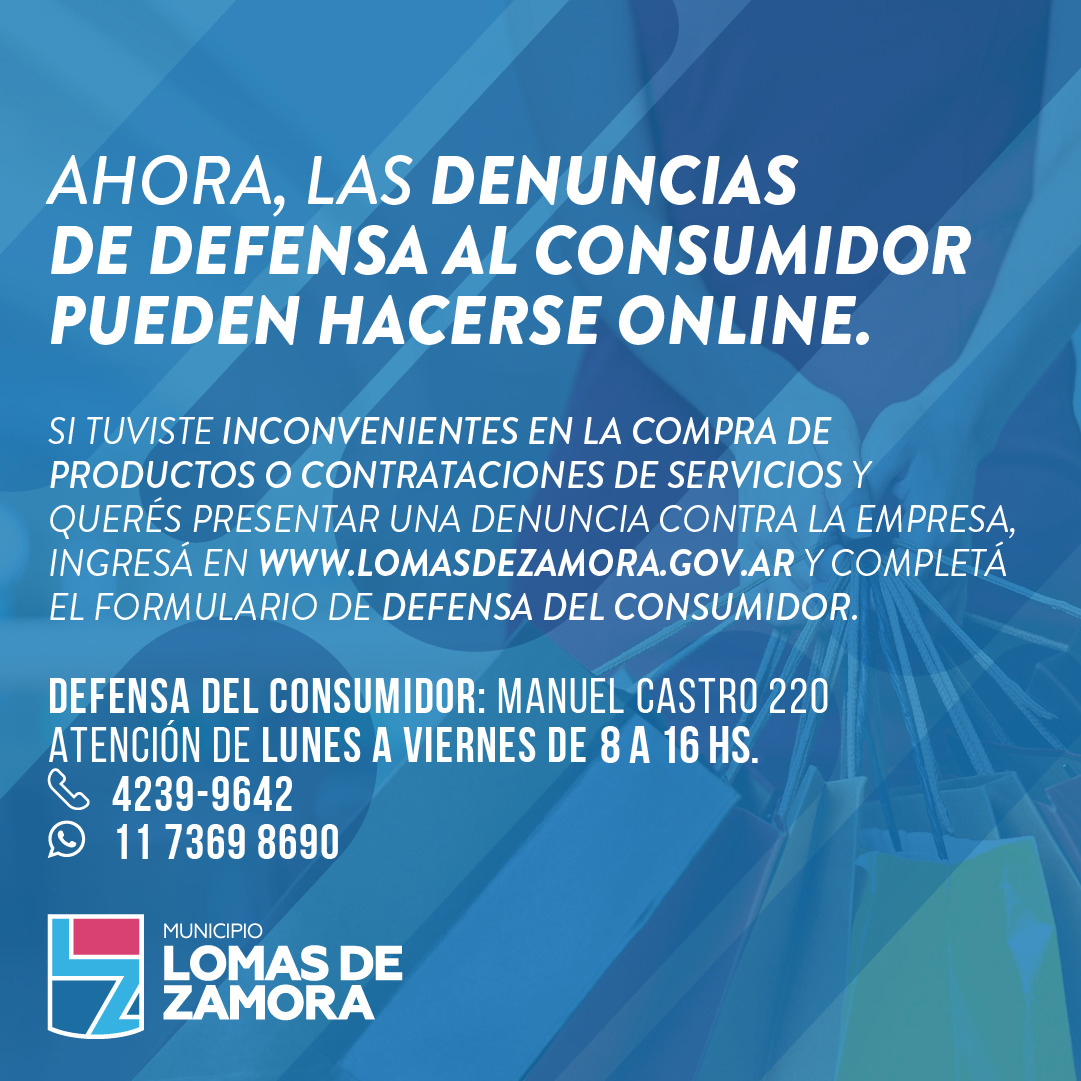 AHORA, LAS DENUNCIAS
DE DEFENSA AL CONSUMIDOR
PUEDEN HACERSE ONLINE.
SI TUVISTE INCONVENIENTES EN LA COMPRA DE
PRODUCTOS O CONTRATACIONES DE SERVICIOS Y
QUERÉS PRESENTAR UNA DENUNCIA CONTRA LA EMPRESA,
INGRESÁ EN WWW.LOMASDEZAMORA.GOV.AR Y COMPLETÁ
EL FORMULARIO DE DEFENSA DEL CONSUMIDOR.
DEFENSA DEL CONSUMIDOR: MANUEL CASTRO 220
ATENCIÓN DE LUNES A VIERNES DE 8 A 16 HS.
4239-9642
11 7369 8690
MUNICIPIO
LOMAS DE
ZAMORA